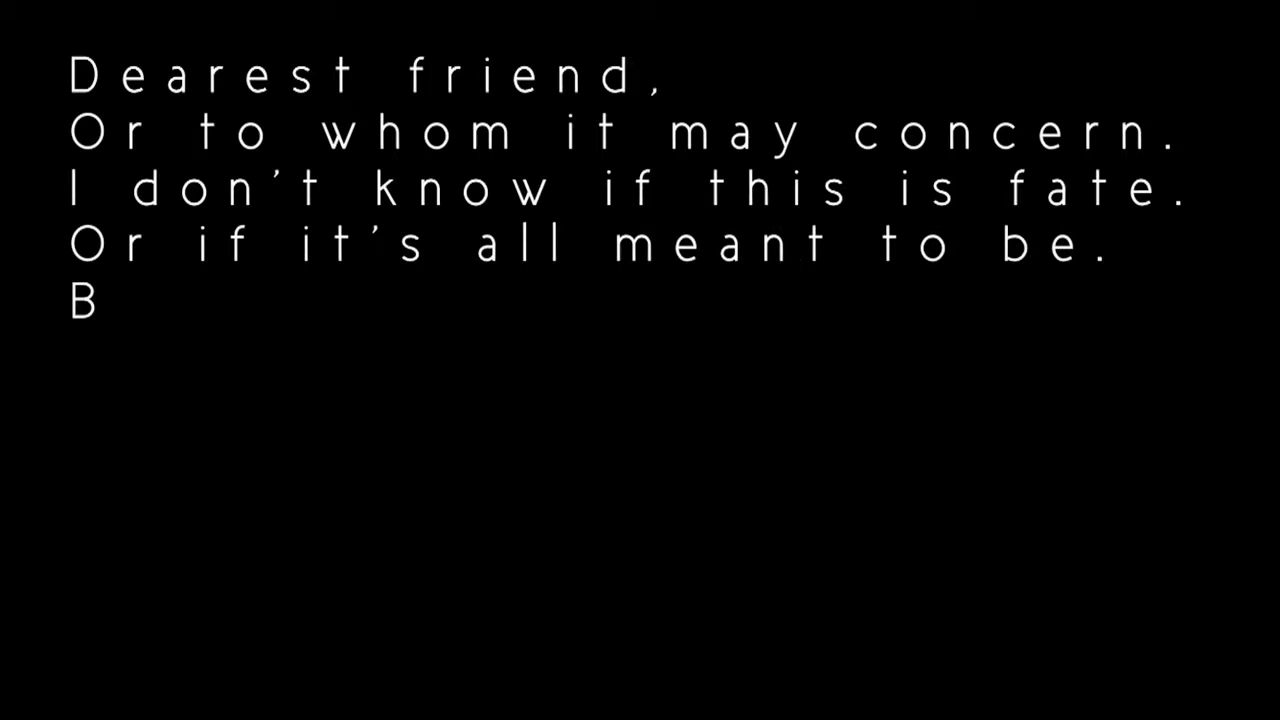 Dearest friend,
Or to whom it may concern.
I don’t know if this is fate.
Or if it’s all meant to be.
B